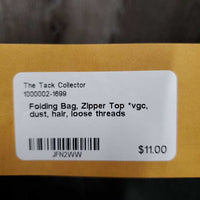 The Tack Collector
1000002-1699
Folding Bag, Zipper Top *vgc,
dust, hair, loose threads
JFN2WW
$11.00